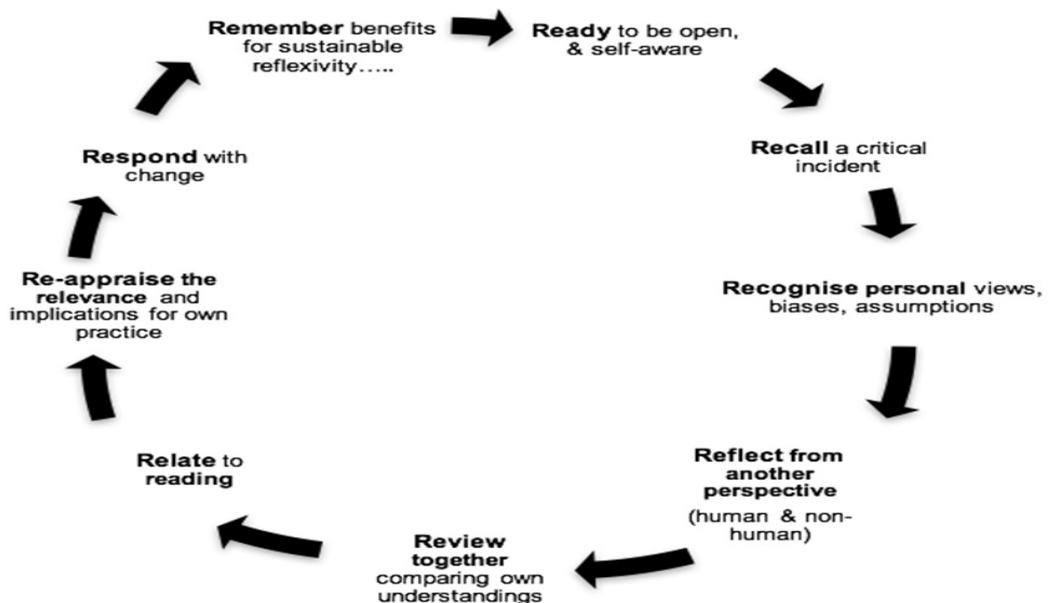 Remember benefits
for sustainable
reflexivity.....
Ready to be open,
& self-aware
Recall a critical
incident
Recognise personal views,
biases, assumptions
Reflect from
another
perspective
(human & non-
human)
Review
together
comparing own
understandings
Relate to
reading
Re-appraise the
relevance and
implications for own
practice
Respond with
change